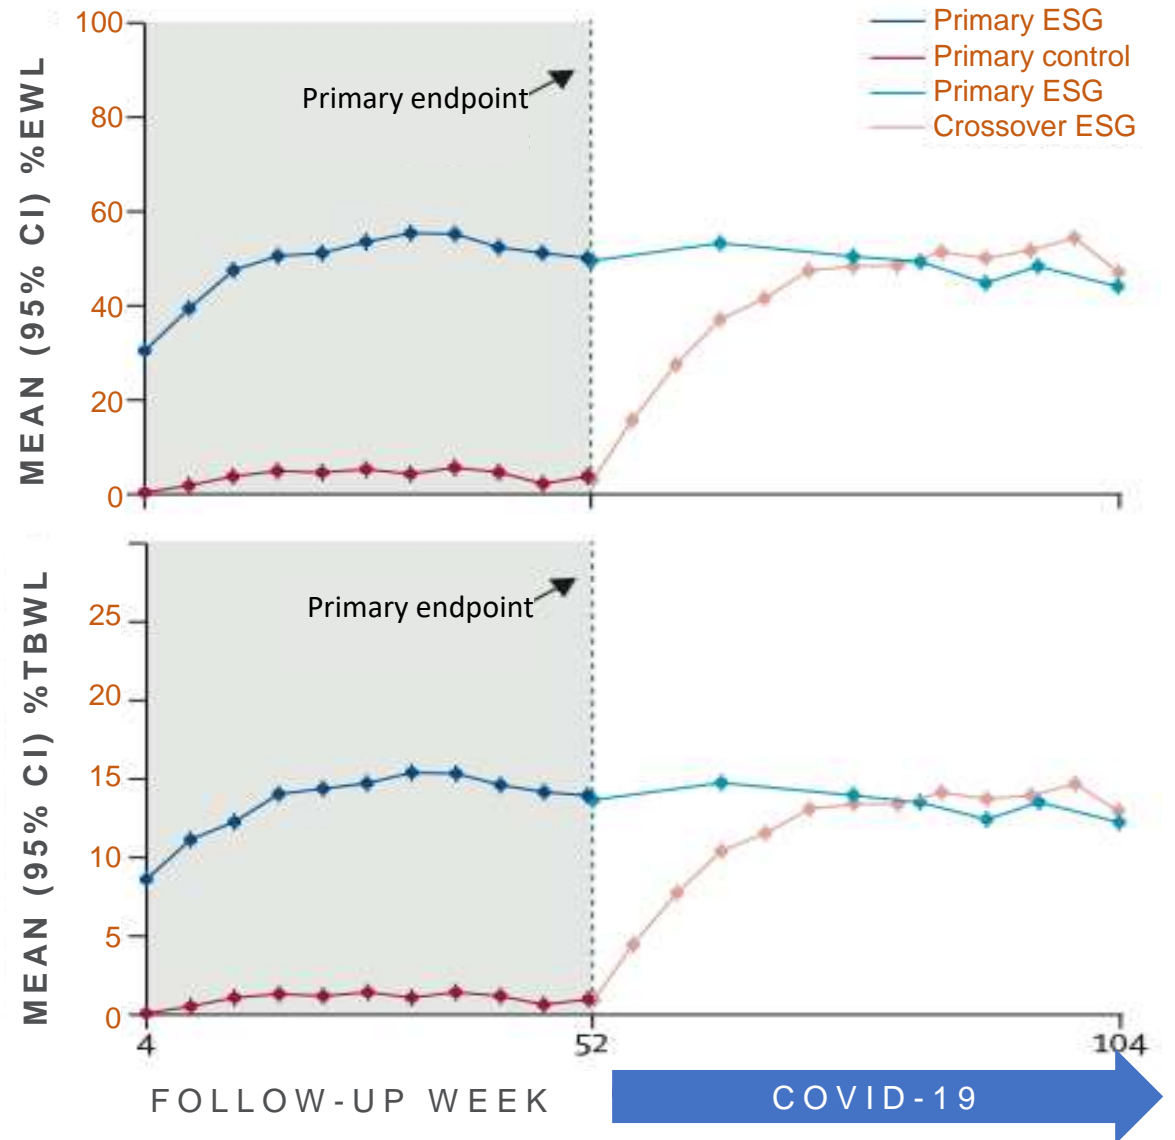 Primary ESG
Primary control
Primary ESG
Crossover ESG
MEAN (95% CI) %EWL
100
80
60
40
20
0
Primary endpoint
MEAN (95% CI) %TBWL
25
20
15
10
5
0
Primary endpoint
4
52
104
FOLLOW-UP WEEK
COVID-19